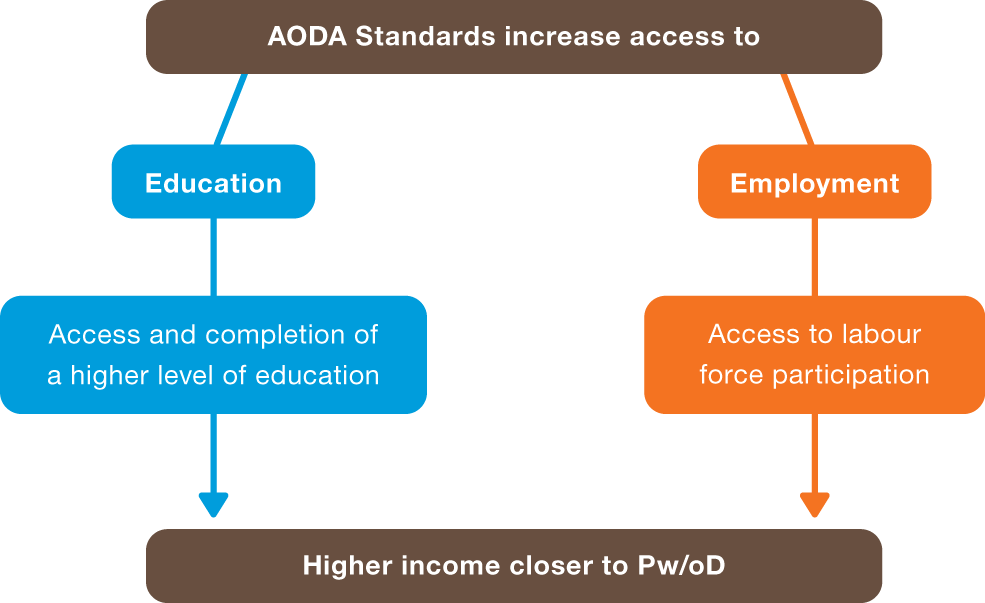 AODA Standards increase access to
Education
Employment
Access and completion of
a higher level of education
Access to labour
force participation
Higher income closer to Pw/oD